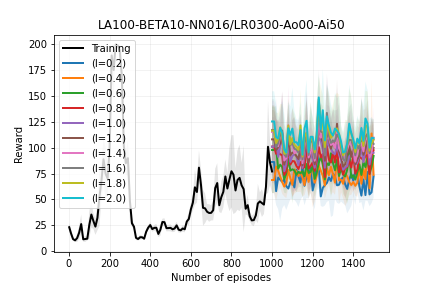 LA100-BETA10-NN016/LR0300-Ao00-Ai50
Reward
200
175
150
125
100
75
50
25
0
Training
(l=0.2)
(l=0.4)
(l=0.6)
(l=0.8)
(l=1.0)
(l=1.2)
(l=1.4)
(l=1.6)
(l=1.8)
(l=2.0)
0 200 400 600 800 1000 1200 1400
Number of episodes